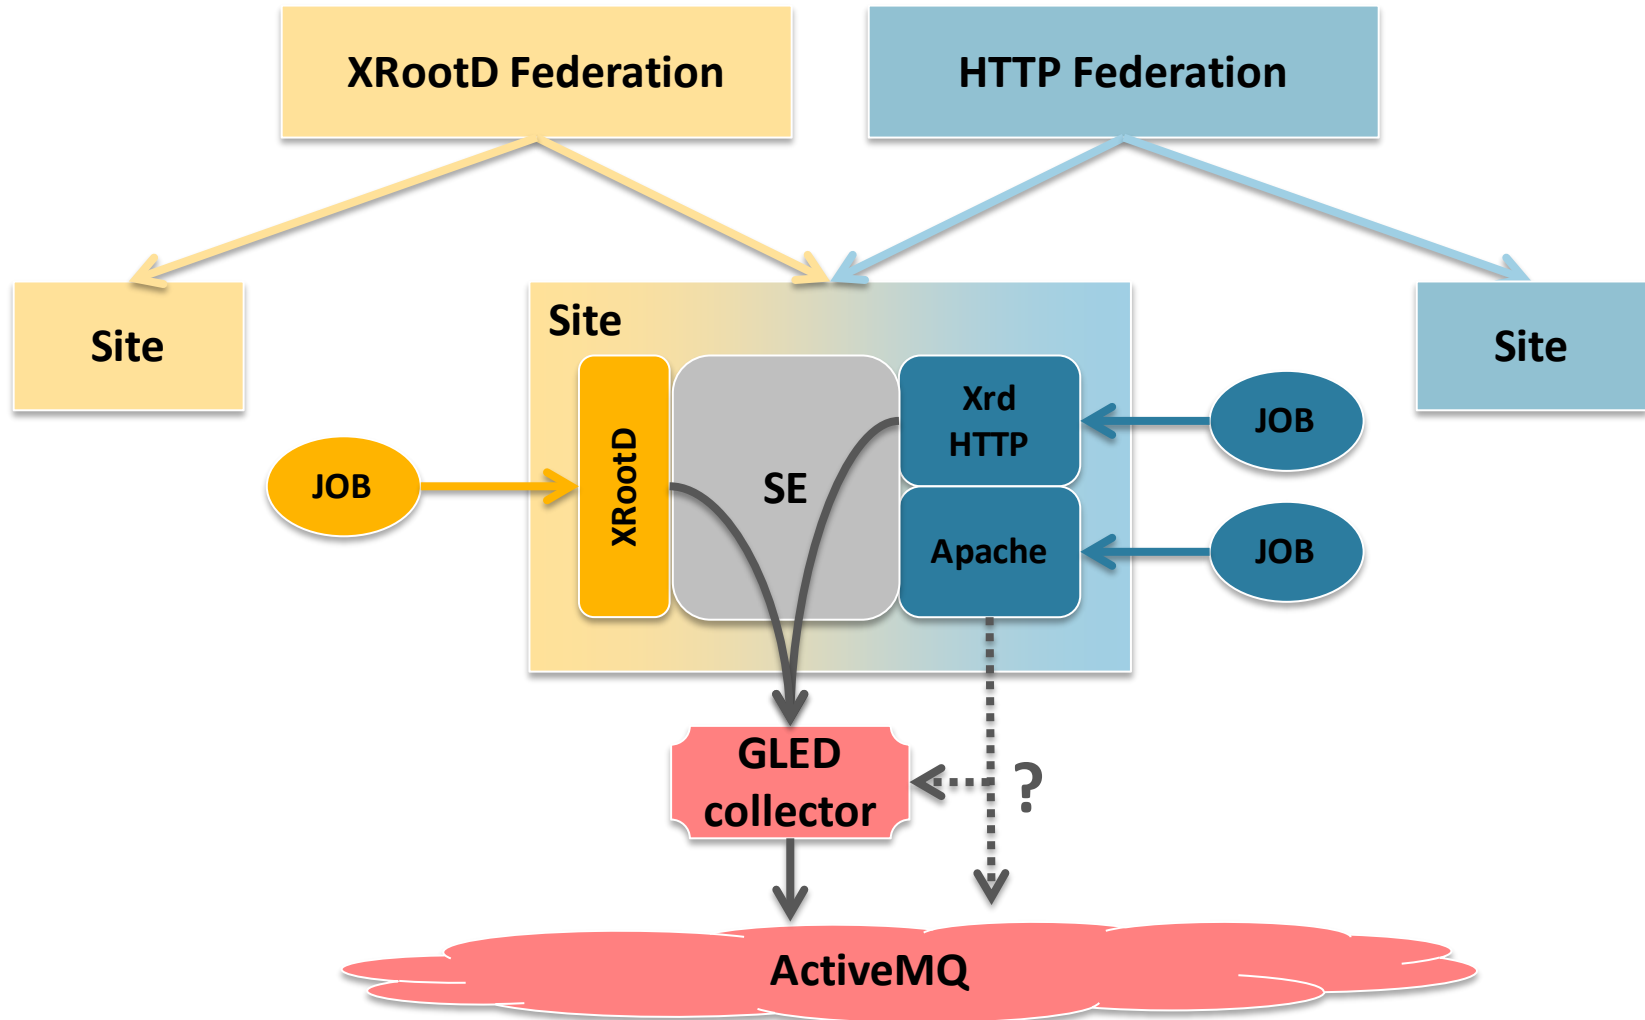 XRootD Federation
HTTP Federation
Site
Site
Site
XRootD
SE
Xrd
HTTP
Apache
JOB
JOB
JOB
GLED
collector
?
ActiveMQ